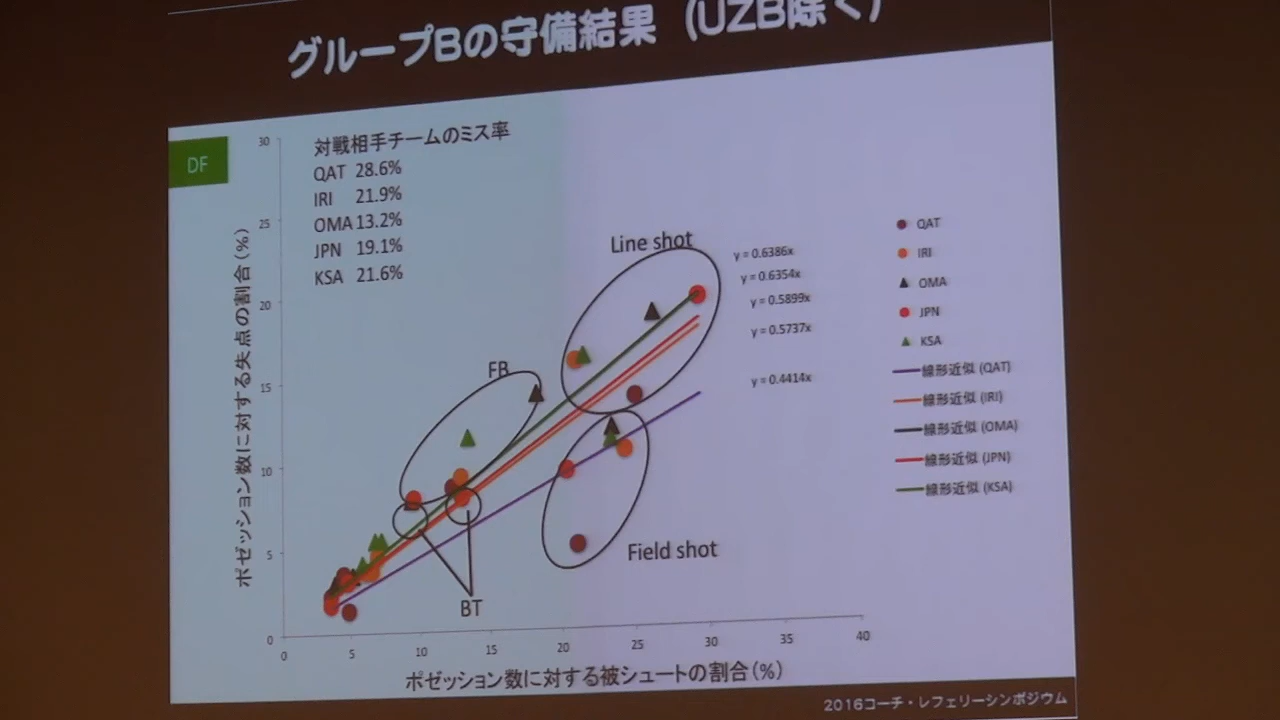 グループBの守備結果 (UZB除く)
DF
対戦相手チームのミス率
QAT 28.6%
IRI 21.9%
OMA 13.2%
JPN 19.1%
KSA 21.6%
ポゼッション数に対する失点の割合(%)
30
25
20
15
10
5
0
Line shot
FB
BT
Field shot
y = 0.6386x
y = 0.6354x
y = 0.5899x
y = 0.5737x
y = 0.4414x
QAT
IRI
OMA
JPN
KSA
線形近似 (QAT)
線形近似 (IRI)
線形近似 (OMA)
線形近似 (JPN)
線形近似 (KSA)
0 5 10 15 20 25 30 35 40
ポゼッション数に対する被シュートの割合(%)
2016コーチ・レフェリーシンポジウム